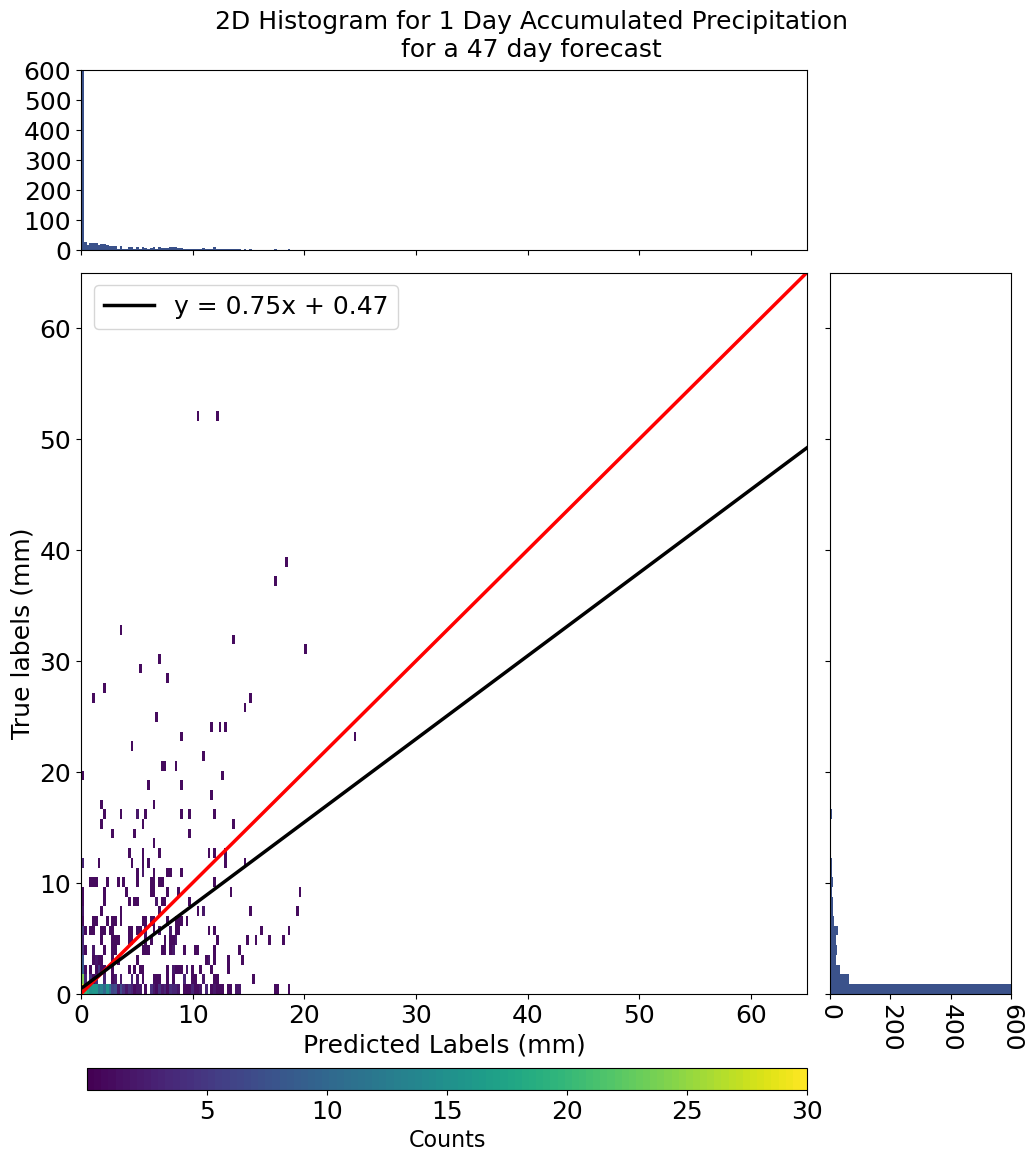 2D Histogram for 1 Day Accumulated Precipitation
for a 47 day forecast
600
500
400
300
200
100
0
y = 0.75x + 0.47
60
50
40
30
20
10
0
True labels (mm)
0 10 20 30 40 50 60
Predicted Labels (mm)
0 200 400 600
5 10 15 20 25 30
Counts